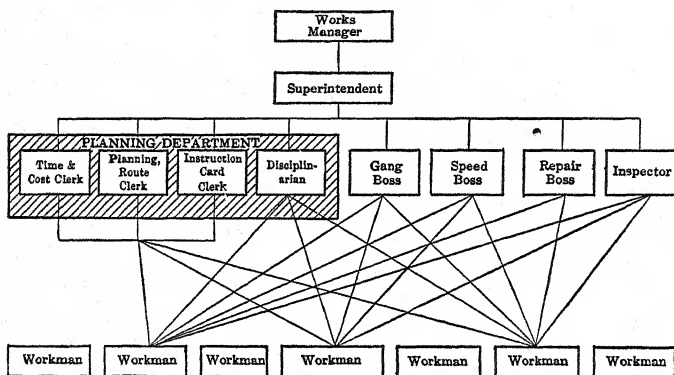 Works
Manager
Superintendent
PLANNING DEPARTMENT
Time &
Cost Clerk
Planning,
Route
Clerk
Instruction
Card
Clerk
Disciplin-
arian
Gang
Boss
Speed
Boss
Repair
Boss
Inspector
Workman
Workman
Workman
Workman
Workman
Workman
Workman